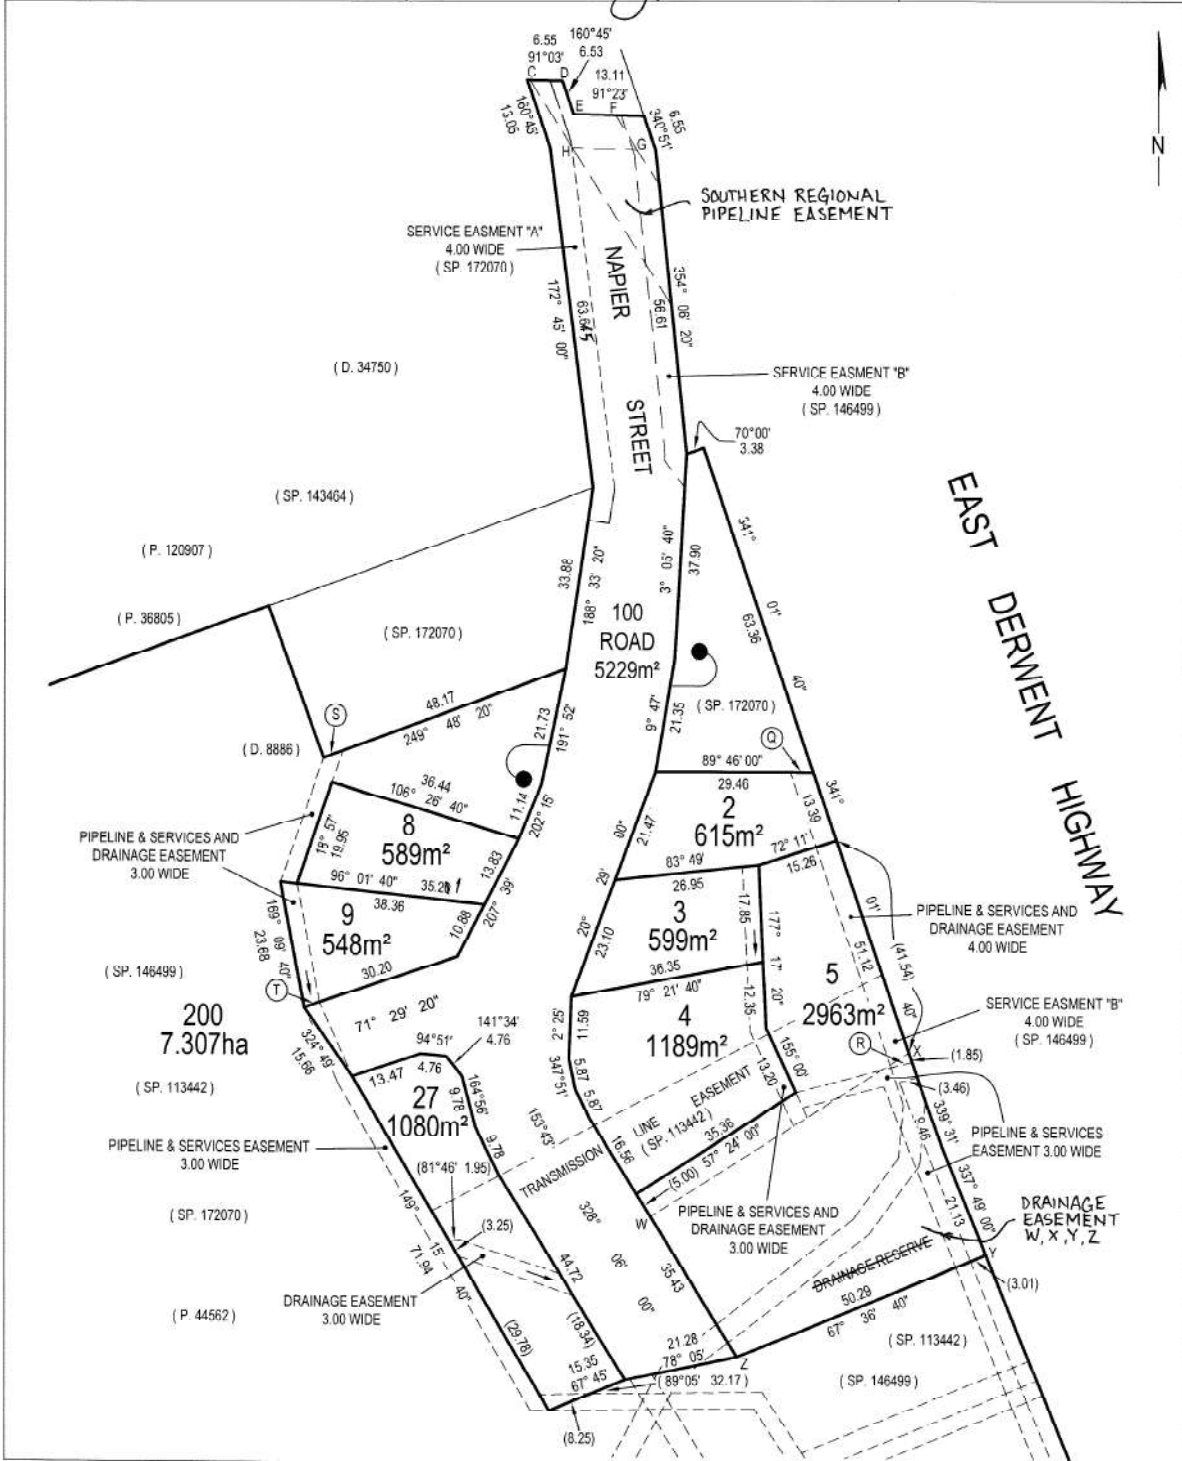 6.55
160°45'
91°03'
6.53
C
D
13.11
91°23'
E
F
160°45'
13.05
6.55
340°51'
H
G
N
SOUTHERN REGIONAL
PIPELINE EASEMENT
SERVICE EASMENT "A"
4.00 WIDE
( SP. 172070 )
NAPIER
STREET
172° 45' 00"
354° 06' 20"
56.61
( D. 34750 )
SERVICE EASMENT "B"
4.00 WIDE
( SP. 146499 )
70°00'
3.38
( SP. 143464 )
EAST DERWENT HIGHWAY
( P. 120907 )
33.88
188° 33' 20"
3° 05' 40"
37.90
341° 01' 40"
63.36
( P. 36805 )
( SP. 172070 )
100
ROAD
5229m²
48.17
249° 48' 20"
S
( D. 8886 )
21.73
191° 52'
9° 47'
21.35
( SP. 172070 )
Q
89° 46' 00"
29.46
36.44
106° 26' 40"
11.14
202° 15'
2
615m²
13.39
341°
21.47
PIPELINE & SERVICES AND
DRAINAGE EASEMENT
3.00 WIDE
18° 57'
19.95
8
589m²
13.83
83° 49'
72° 11'
15.26
00"
29'
20°
96° 01' 40"
38.36
207° 39'
26.95
9
548m²
10.88
3
599m²
17.85
177° 17' 20"
01'
40"
51.12
(41.54)
PIPELINE & SERVICES AND
DRAINAGE EASEMENT
4.00 WIDE
169° 09' 40"
23.68
23.10
30.20
36.35
79° 21' 40"
( SP. 146499 )
T
200
7.307ha
71° 29' 20"
2° 25'
11.59
4
1189m²
12.35
5
2963m²
SERVICE EASMENT "B"
4.00 WIDE
( SP. 146499 )
R
X
(1.85)
324° 49'
15.66
141°34'
4.76
94°51'
4.76
13.47
347°51'
5.87
5.87
155° 00'
13.20
(3.46)
( SP. 113442 )
27
1080m²
164°56'
9.78
9.78
153°43'
TRANSMISSION LINE EASEMENT
( SP. 113442 )
35.36
57° 24' 00"
(5.00)
339° 31'
PIPELINE & SERVICES EASEMENT
3.00 WIDE
(81°46' 1.95)
16.56
PIPELINE & SERVICES
EASEMENT 3.00 WIDE
337° 49' 00"
21.13
149° 15' 40"
71.94
( SP. 172070 )
(3.25)
328° 06' 00"
W
PIPELINE & SERVICES AND
DRAINAGE EASEMENT
3.00 WIDE
DRAINAGE
EASEMENT
W,X,Y,Z
Y
44.72
35.43
DRAINAGE RESERVE
(3.01)
DRAINAGE EASEMENT
3.00 WIDE
( P. 44562 )
(18.34)
(29.78)
50.29
67° 36' 40"
21.28
78° 05'
Z
( SP. 113442 )
15.35
67° 45'
(89°05' 32.17)
( SP. 146499 )
(8.25)